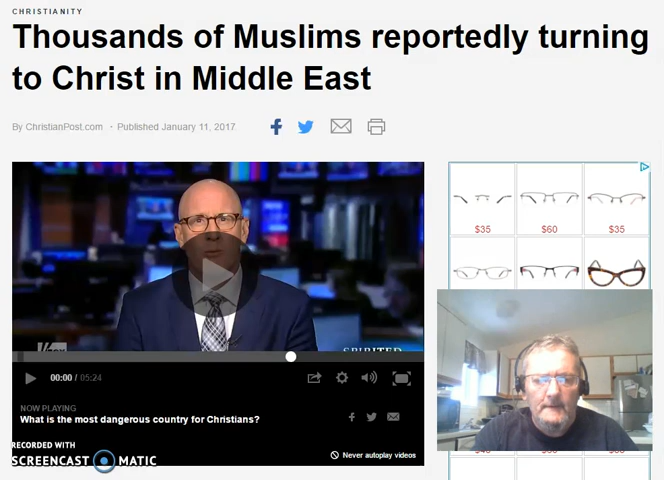 CHRISTIANITY
Thousands of Muslims reportedly turning
to Christ in Middle East
By ChristianPost.com · Published January 11, 2017
$35
$60
$35
SPIRITED
00:00 / 05:24
NOW PLAYING
What is the most dangerous country for Christians?
Never autoplay videos
RECORDED WITH
SCREENCAST MATIC